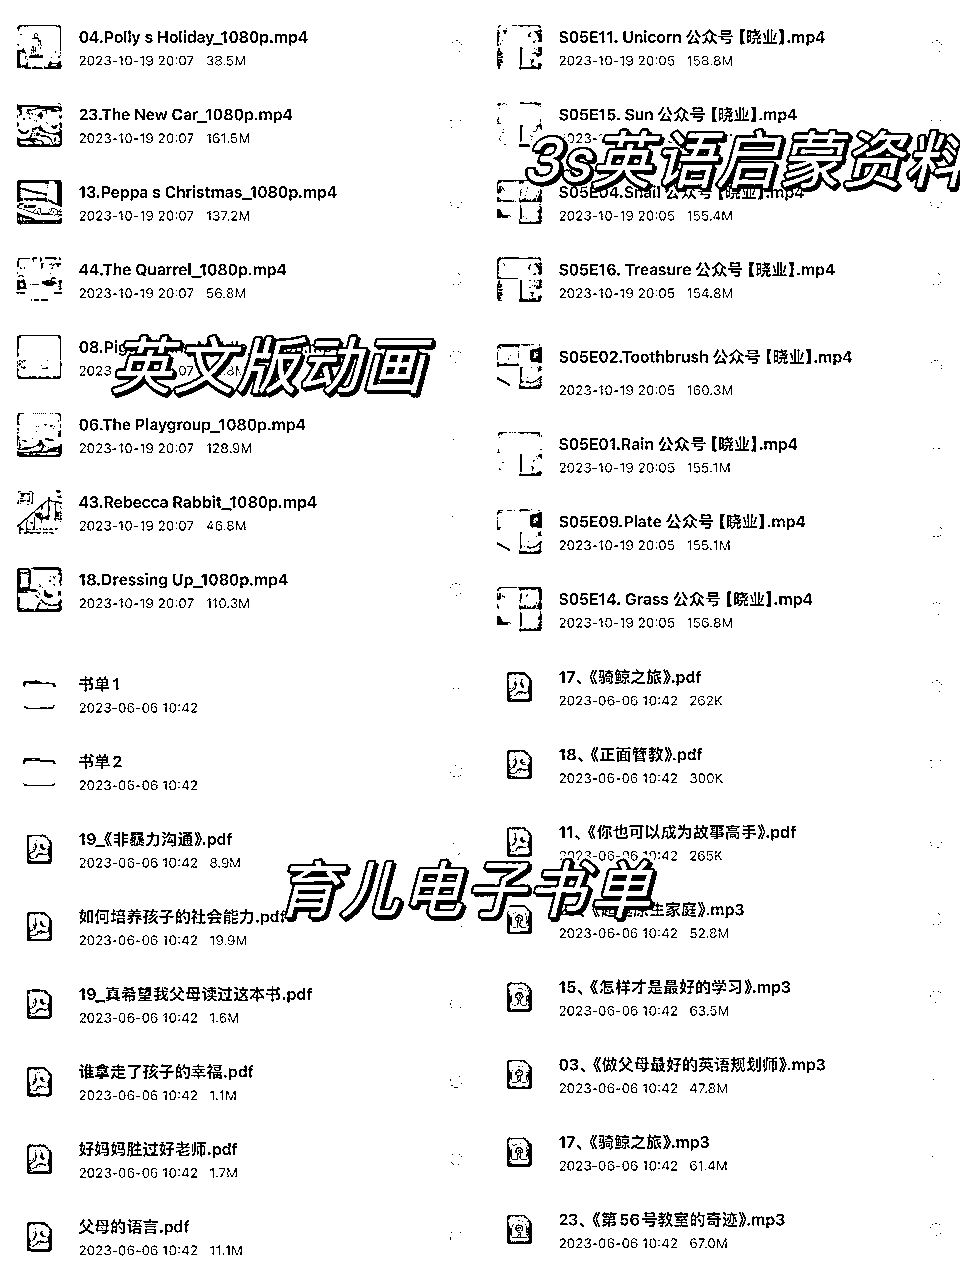 04.Polly s Holiday_1080p.mp4
2023-10-19 20:07 38.5M
23.The New Car_1080p.mp4
2023-10-19 20:07 161.5M
13.Peppa s Christmas_1080p.mp4
2023-10-19 20:07 137.2M
44.The Quarrel_1080p.mp4
2023-10-19 20:07 56.8M
08.Pig
英文版动画
2023 07
06.The Playgroup_1080p.mp4
2023-10-19 20:07 128.9M
43.Rebecca Rabbit_1080p.mp4
2023-10-19 20:07 46.8M
18.Dressing Up_1080p.mp4
2023-10-19 20:07 110.3M
S05E11. Unicorn 公众号【晓业】.mp4
2023-10-19 20:05 158.8M
S05E15. Sun 公众号【晓业】.mp4
3s英语启蒙资料
S05E04.Snail 公众号【晓业】.mp4
2023-10-19 20:05 155.4M
S05E16. Treasure 公众号【晓业】.mp4
2023-10-19 20:05 154.8M
S05E02.Toothbrush 公众号【晓业】.mp4
2023-10-19 20:05 160.3M
S05E01.Rain 公众号【晓业】.mp4
2023-10-19 20:05 155.1M
S05E09.Plate 公众号【晓业】.mp4
2023-10-19 20:05 155.1M
S05E14. Grass 公众号【晓业】.mp4
2023-10-19 20:05 156.8M
书单1
2023-06-06 10:42
书单2
2023-06-06 10:42
19_《非暴力沟通》.pdf
2023-06-06 10:42 8.9M
如何培养孩子的社会能力.pdf
2023-06-06 10:42 19.9M
19_真希望我父母读过这本书.pdf
2023-06-06 10:42 1.6M
谁拿走了孩子的幸福.pdf
2023-06-06 10:42 1.1M
好妈妈胜过好老师.pdf
2023-06-06 10:42 1.7M
父母的语言.pdf
2023-06-06 10:42 11.1M
育儿电子书单
17、《骑鲸之旅》.pdf
2023-06-06 10:42 262K
18、《正面管教》.pdf
2023-06-06 10:42 300K
11、《你也可以成为故事高手》.pdf
2023-06-06 10:42 265K
原生家庭》.mp3
2023-06-06 10:42 52.8M
15、《怎样才是最好的学习》.mp3
2023-06-06 10:42 63.5M
03、《做父母最好的英语规划师》.mp3
2023-06-06 10:42 47.8M
17、《骑鲸之旅》.mp3
2023-06-06 10:42 61.4M
23、《第56号教室的奇迹》.mp3
2023-06-06 10:42 67.0M